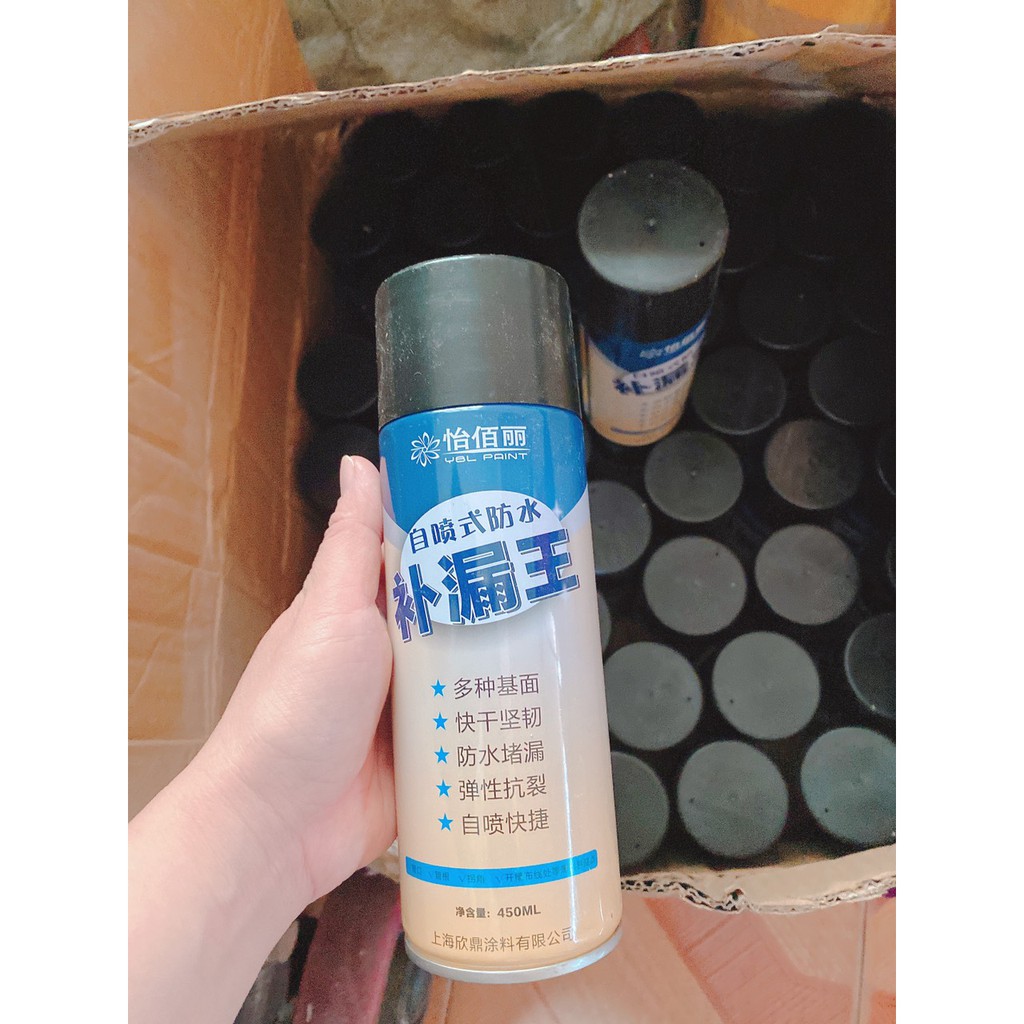 怡佰丽
YBL PAINT
自喷式防水
补漏王
★ 多种基面
★ 快干坚韧
★ 防水堵漏
★ 弹性抗裂
★ 自喷快捷
净含量: 450ML
上海欣鼎涂料有限公司
补漏